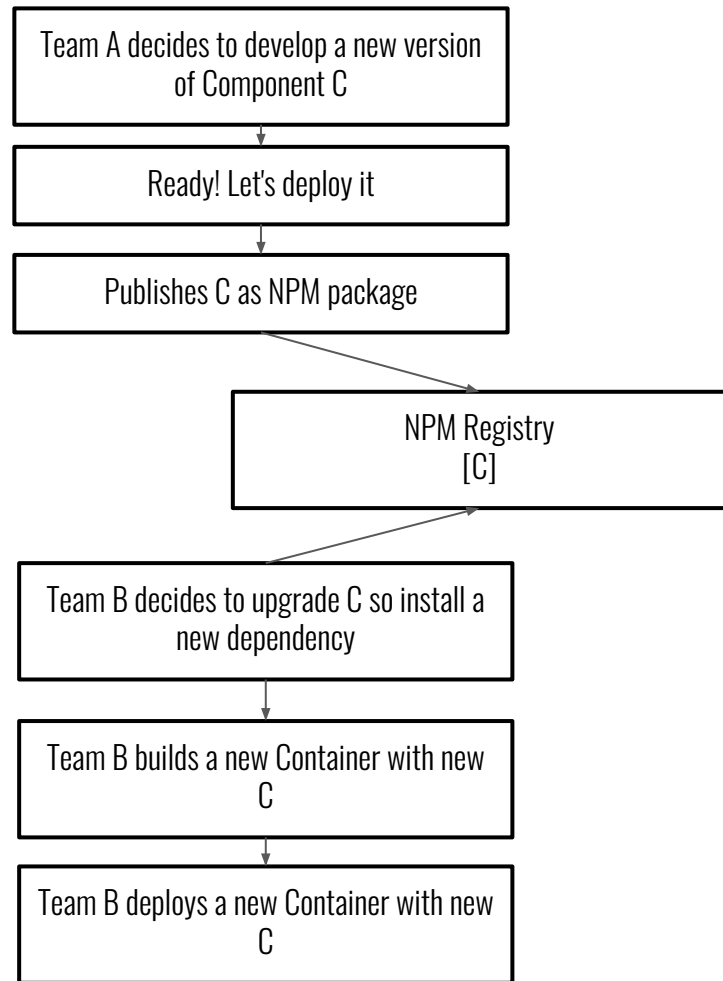 Team A decides to develop a new version
of Component C
Ready! Let's deploy it
Publishes C as NPM package
NPM Registry
[C]
Team B decides to upgrade C so install a
new dependency
Team B builds a new Container with new
C
Team B deploys a new Container with new
C